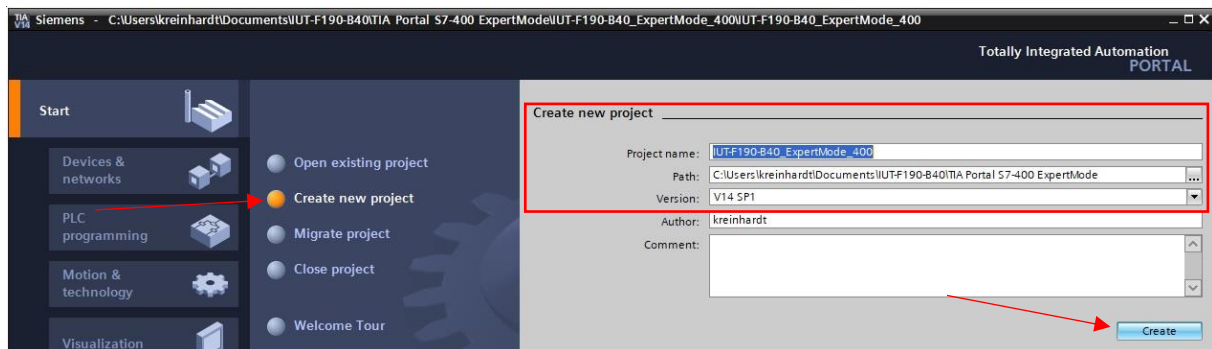 TIA V14 Siemens - C:\Users\kreinhardt\Documents\IUT-F190-B40\TIA Portal S7-400 ExpertMode\IUT-F190-B40_ExpertMode_400\IUT-F190-B40_ExpertMode_400
Totally Integrated Automation
PORTAL
Start
Devices &
networks
PLC
programming
Motion &
technology
Visualization
Open existing project
Create new project
Migrate project
Close project
Welcome Tour
Create new project
Project name: IUT-F190-B40_ExpertMode_400
Path: C:\Users\kreinhardt\Documents\IUT-F190-B40\TIA Portal S7-400 ExpertMode ...
Version: V14 SP1
Author: kreinhardt
Comment:
Create